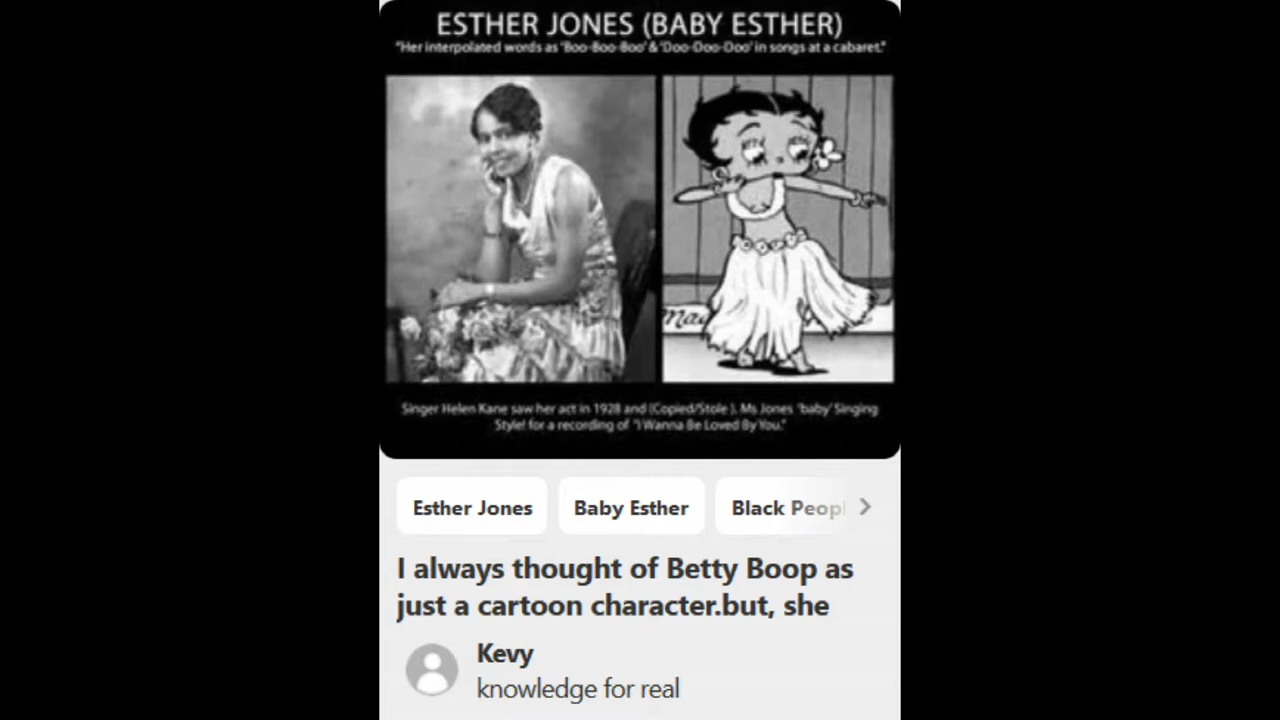 ESTHER JONES (BABY ESTHER)
"Her interpolated words as 'Boo-Boo-Boo' & 'Doo-Doo-Doo' in songs at a cabaret."
Singer Helen Kane saw her act in 1928 and (Copied/Stole ), Ms Jones 'baby' Singing
Style! for a recording of "I Wanna Be Loved By You."
Esther Jones
Baby Esther
Black Peopl
I always thought of Betty Boop as
just a cartoon character.but, she
Kevy
knowledge for real